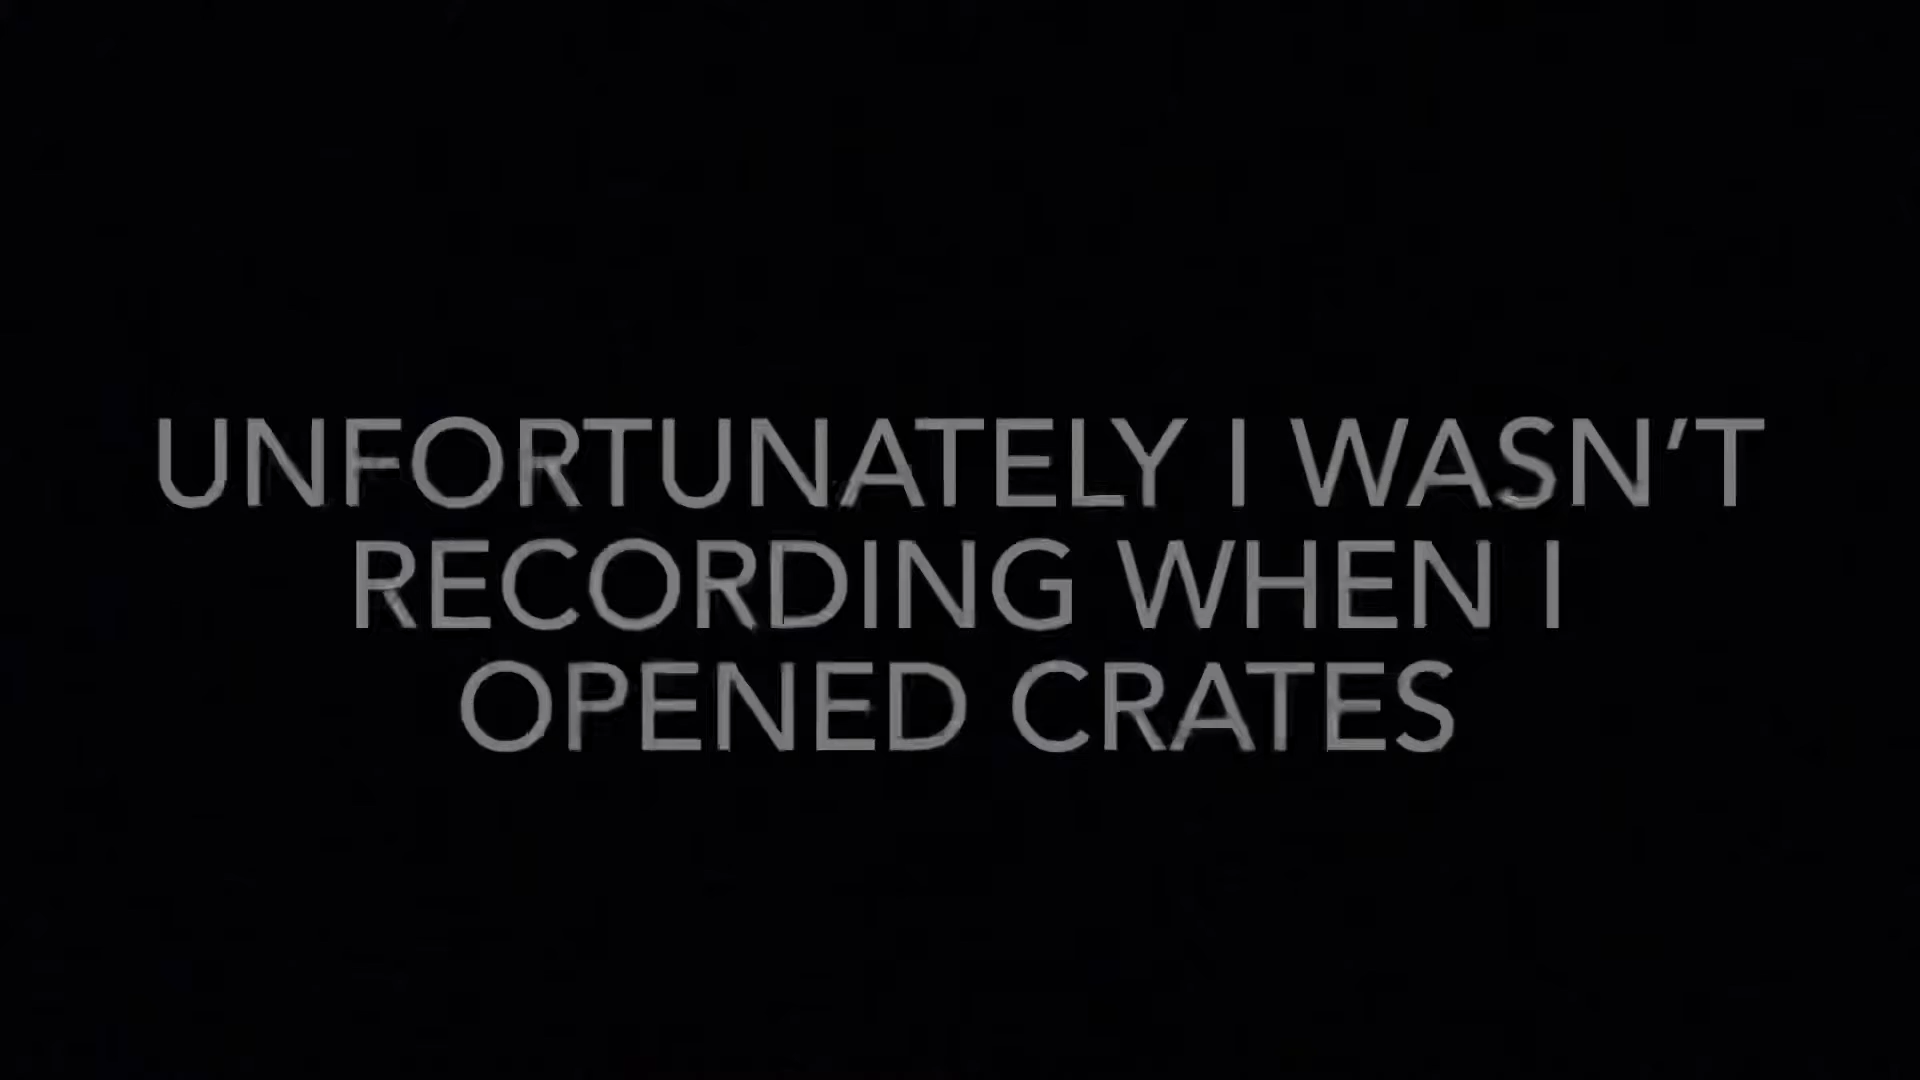 UNFORTUNATELY I WASN’T
RECORDING WHEN I
OPENED CRATES